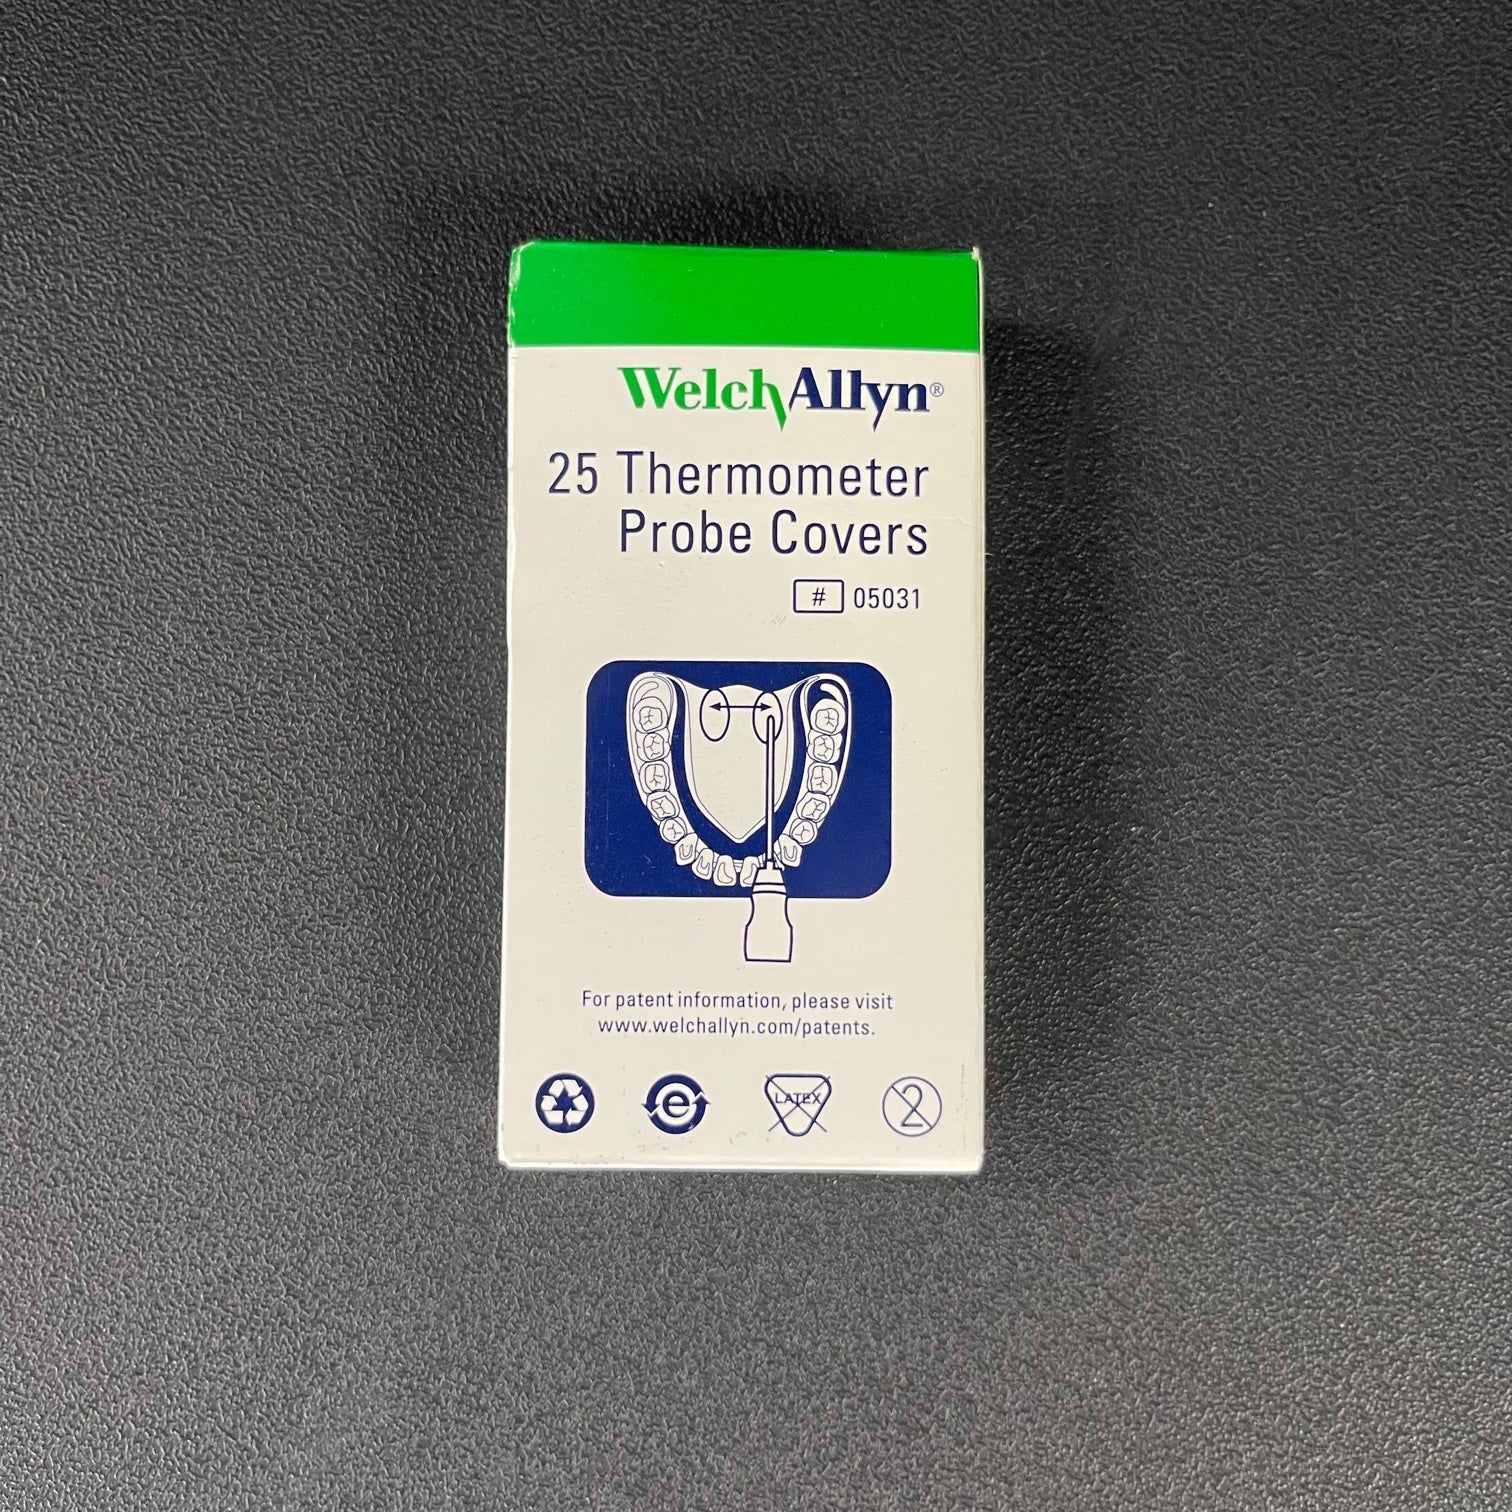 WelchAllyn®
25 Thermometer
Probe Covers
# 05031
For patent information, please visit
www.welchallyn.com/patents.
e
LATEX
2